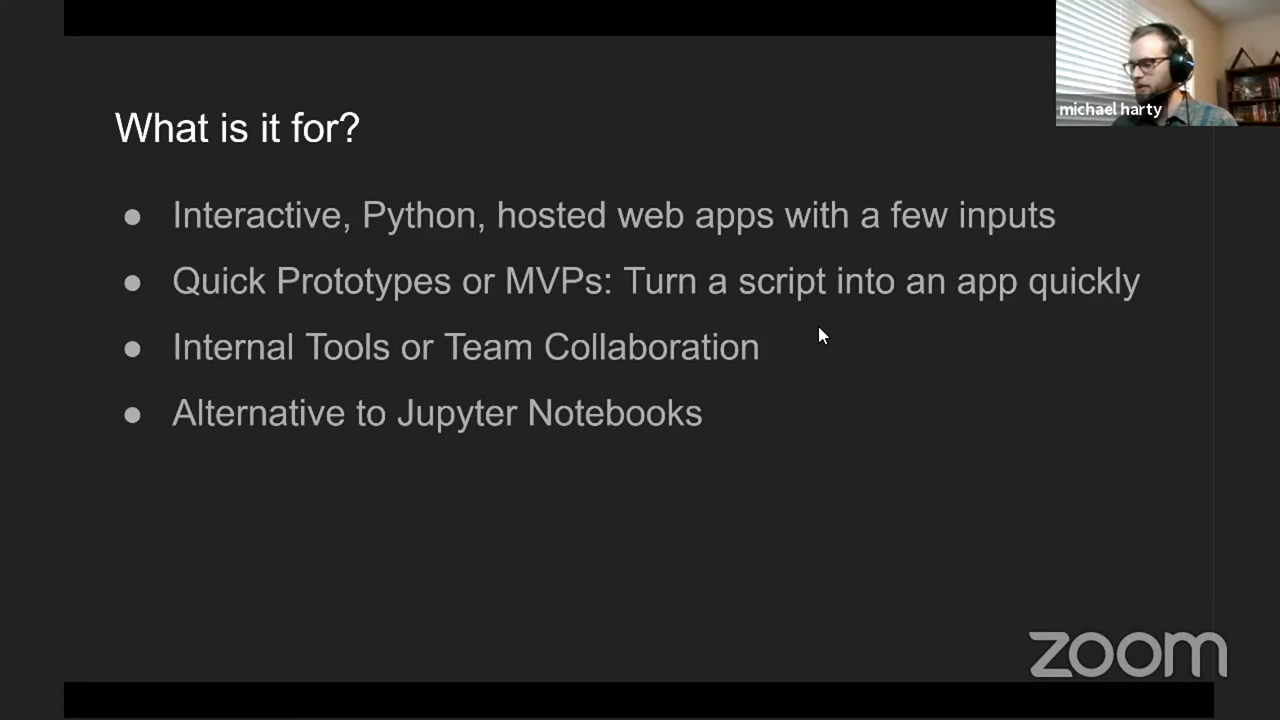 michael harty
What is it for?
● Interactive, Python, hosted web apps with a few inputs
● Quick Prototypes or MVPs: Turn a script into an app quickly
● Internal Tools or Team Collaboration
● Alternative to Jupyter Notebooks
zoom